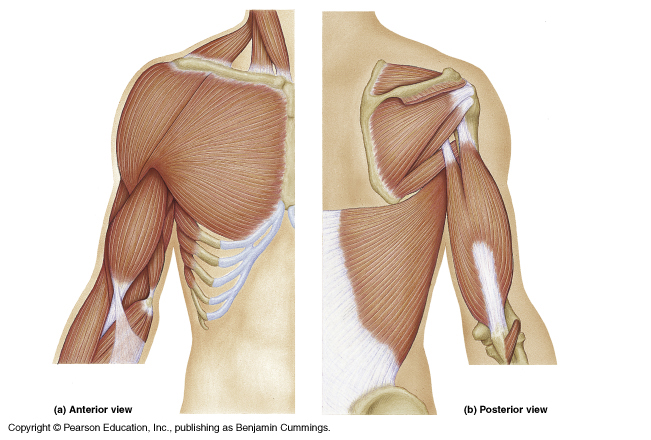 (a) Anterior view
(b) Posterior view
Copyright © Pearson Education, Inc., publishing as Benjamin Cummings.